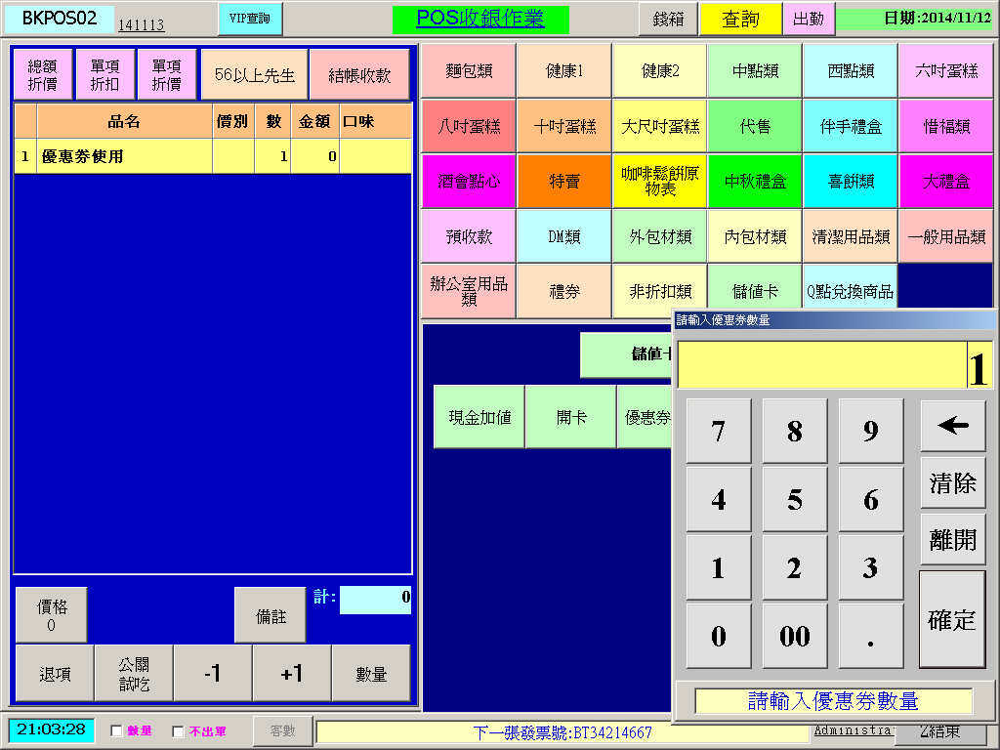 BKPOS02
141113
VIP查詢
POS收銀作業
錢箱
查詢
出勤
日期:2014/11/12
總額
折價
單項
折扣
單項
折價
56以上先生
結帳收款
品名 價別 數 金額 口味
1 優惠券使用 1 0
麵包類 健康1 健康2 中點類 西點類 六吋蛋糕
八吋蛋糕 十吋蛋糕 大尺吋蛋糕 代售 伴手禮盒 惜福類
酒會點心 特賣 咖啡鬆餅原
物表 中秋禮盒 喜餅類 大禮盒
預收款 DM類 外包材類 內包材類 清潔用品類 一般用品類
辦公室用品
類 禮券 非折扣類 儲值卡 Q點兌換商品
儲值卡
現金加值 開卡 優惠券
請輸入優惠券數量
1
7 8 9 ←
4 5 6 清除
1 2 3 離開
0 00 . 確定
請輸入優惠券數量
價格
0
備註
計: 0
退項
公關
試吃
-1
+1
數量
21:03:28
數量
不出單
客數
下一張發票號:BT34214667
Administra
Z結束